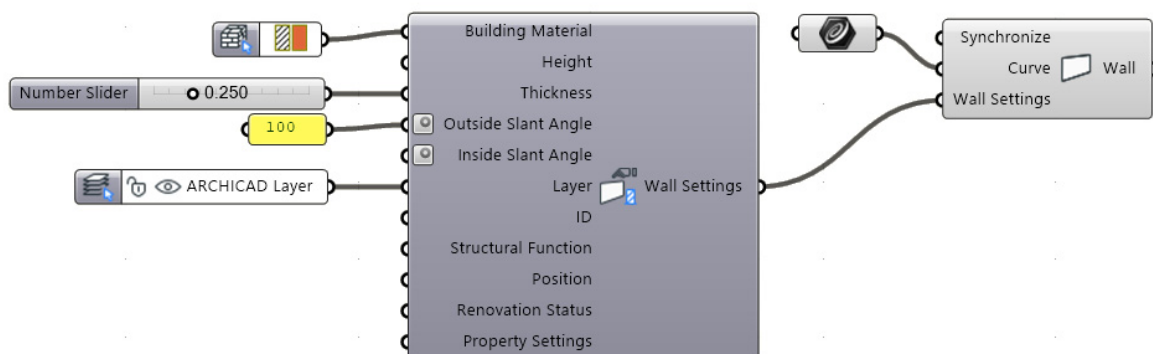 Building Material
Synchronize
Height
Curve
Wall
Number Slider
0.250
Thickness
Wall Settings
100
Outside Slant Angle
Inside Slant Angle
ARCHICAD Layer
Layer
Wall Settings
ID
Structural Function
Position
Renovation Status
Property Settings